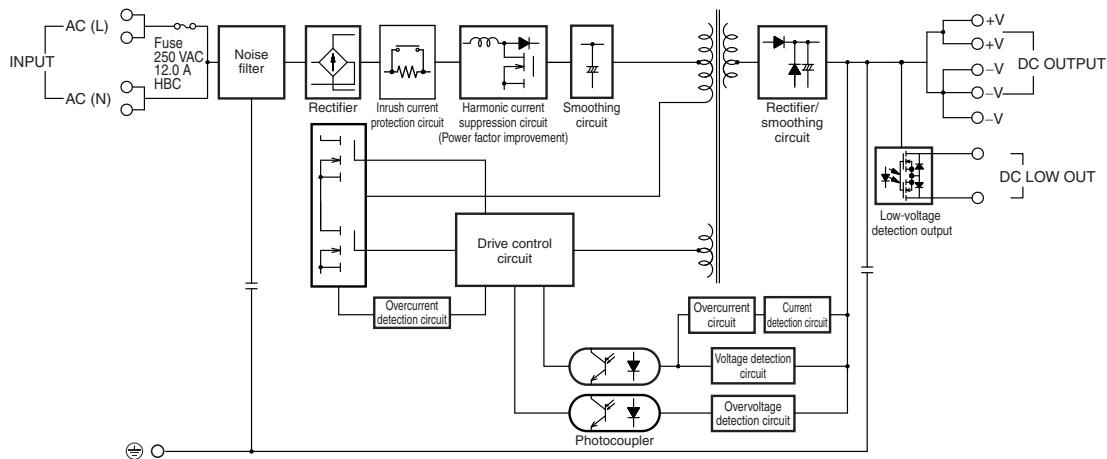 INPUT
AC (L)
AC (N)
Fuse
250 VAC
12.0 A
HBC
Noise
filter
Rectifier
Inrush current
protection circuit
Harmonic current
suppression circuit
(Power factor improvement)
Smoothing
circuit
Rectifier/
smoothing
circuit
+V
+V
−V
−V
−V
DC OUTPUT
DC LOW OUT
Low-voltage
detection output
Drive control
circuit
Overcurrent
detection circuit
Overcurrent
circuit
Current
detection circuit
Voltage detection
circuit
Overvoltage
detection circuit
Photocoupler